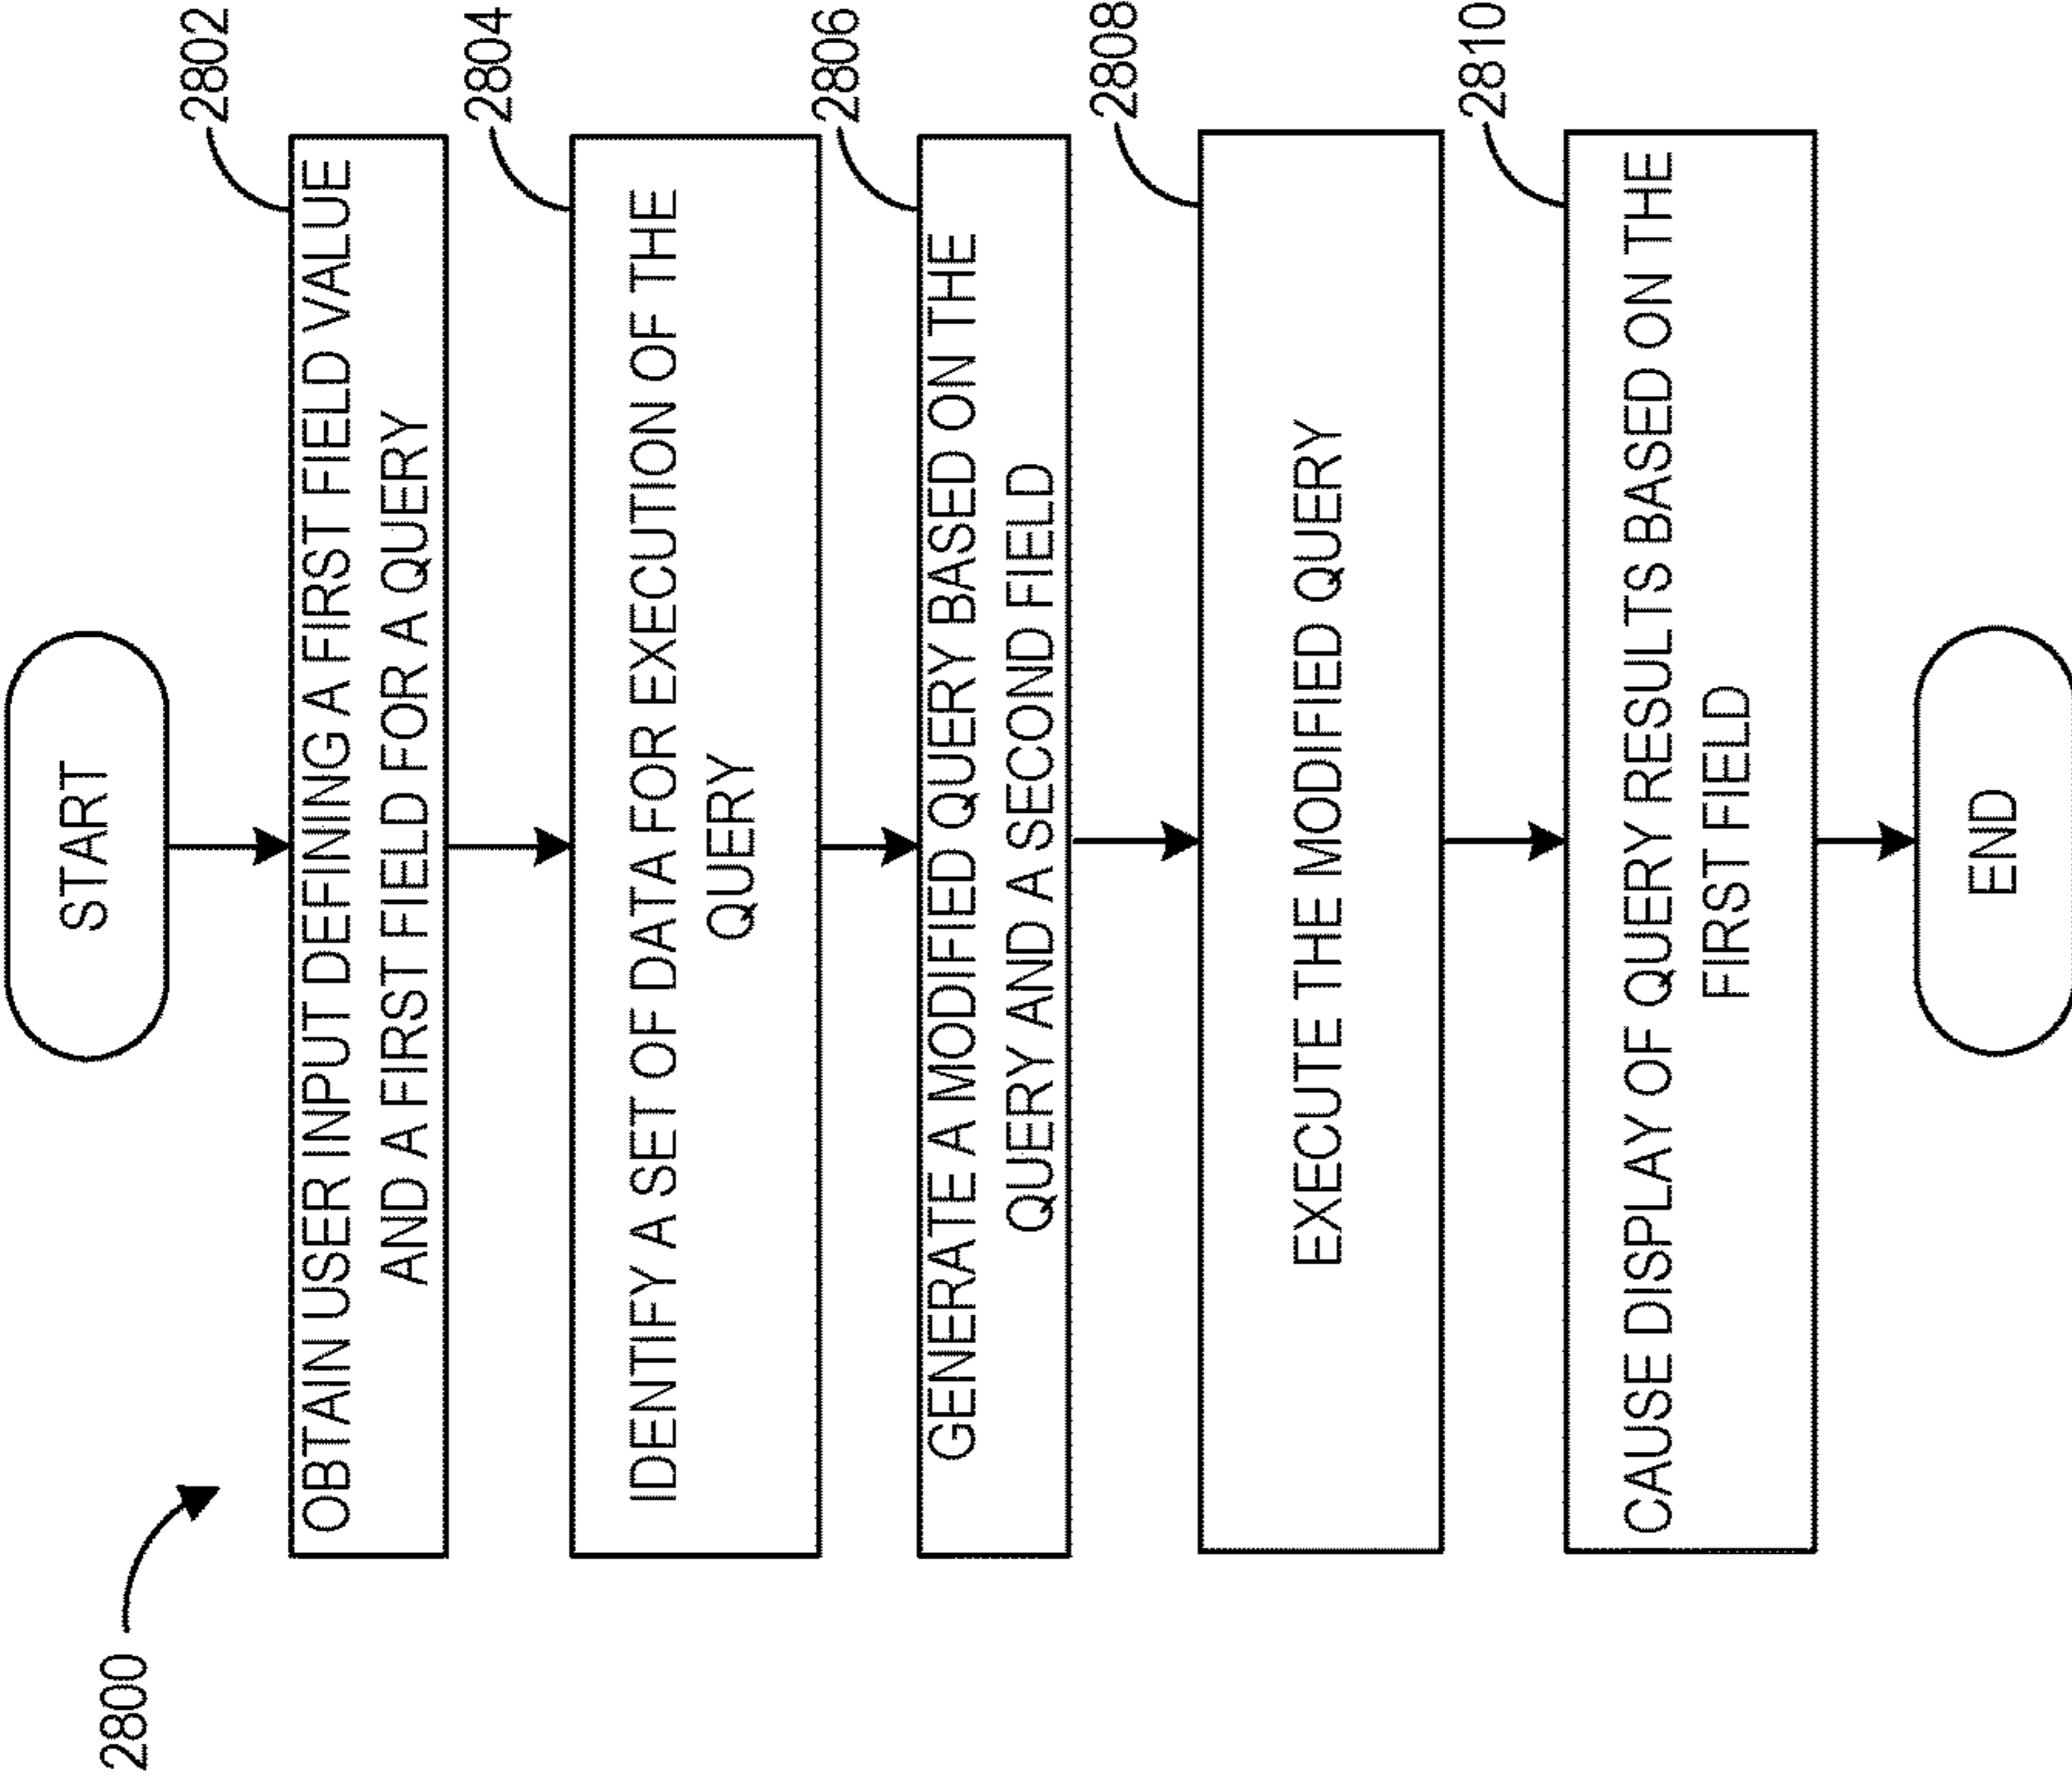 2800
START
2802
OBTAIN USER INPUT DEFINING A FIRST FIELD VALUE
AND A FIRST FIELD FOR A QUERY
2804
IDENTIFY A SET OF DATA FOR EXECUTION OF THE
QUERY
2806
GENERATE A MODIFIED QUERY BASED ON THE
QUERY AND A SECOND FIELD
2808
EXECUTE THE MODIFIED QUERY
2810
CAUSE DISPLAY OF QUERY RESULTS BASED ON THE
FIRST FIELD
END